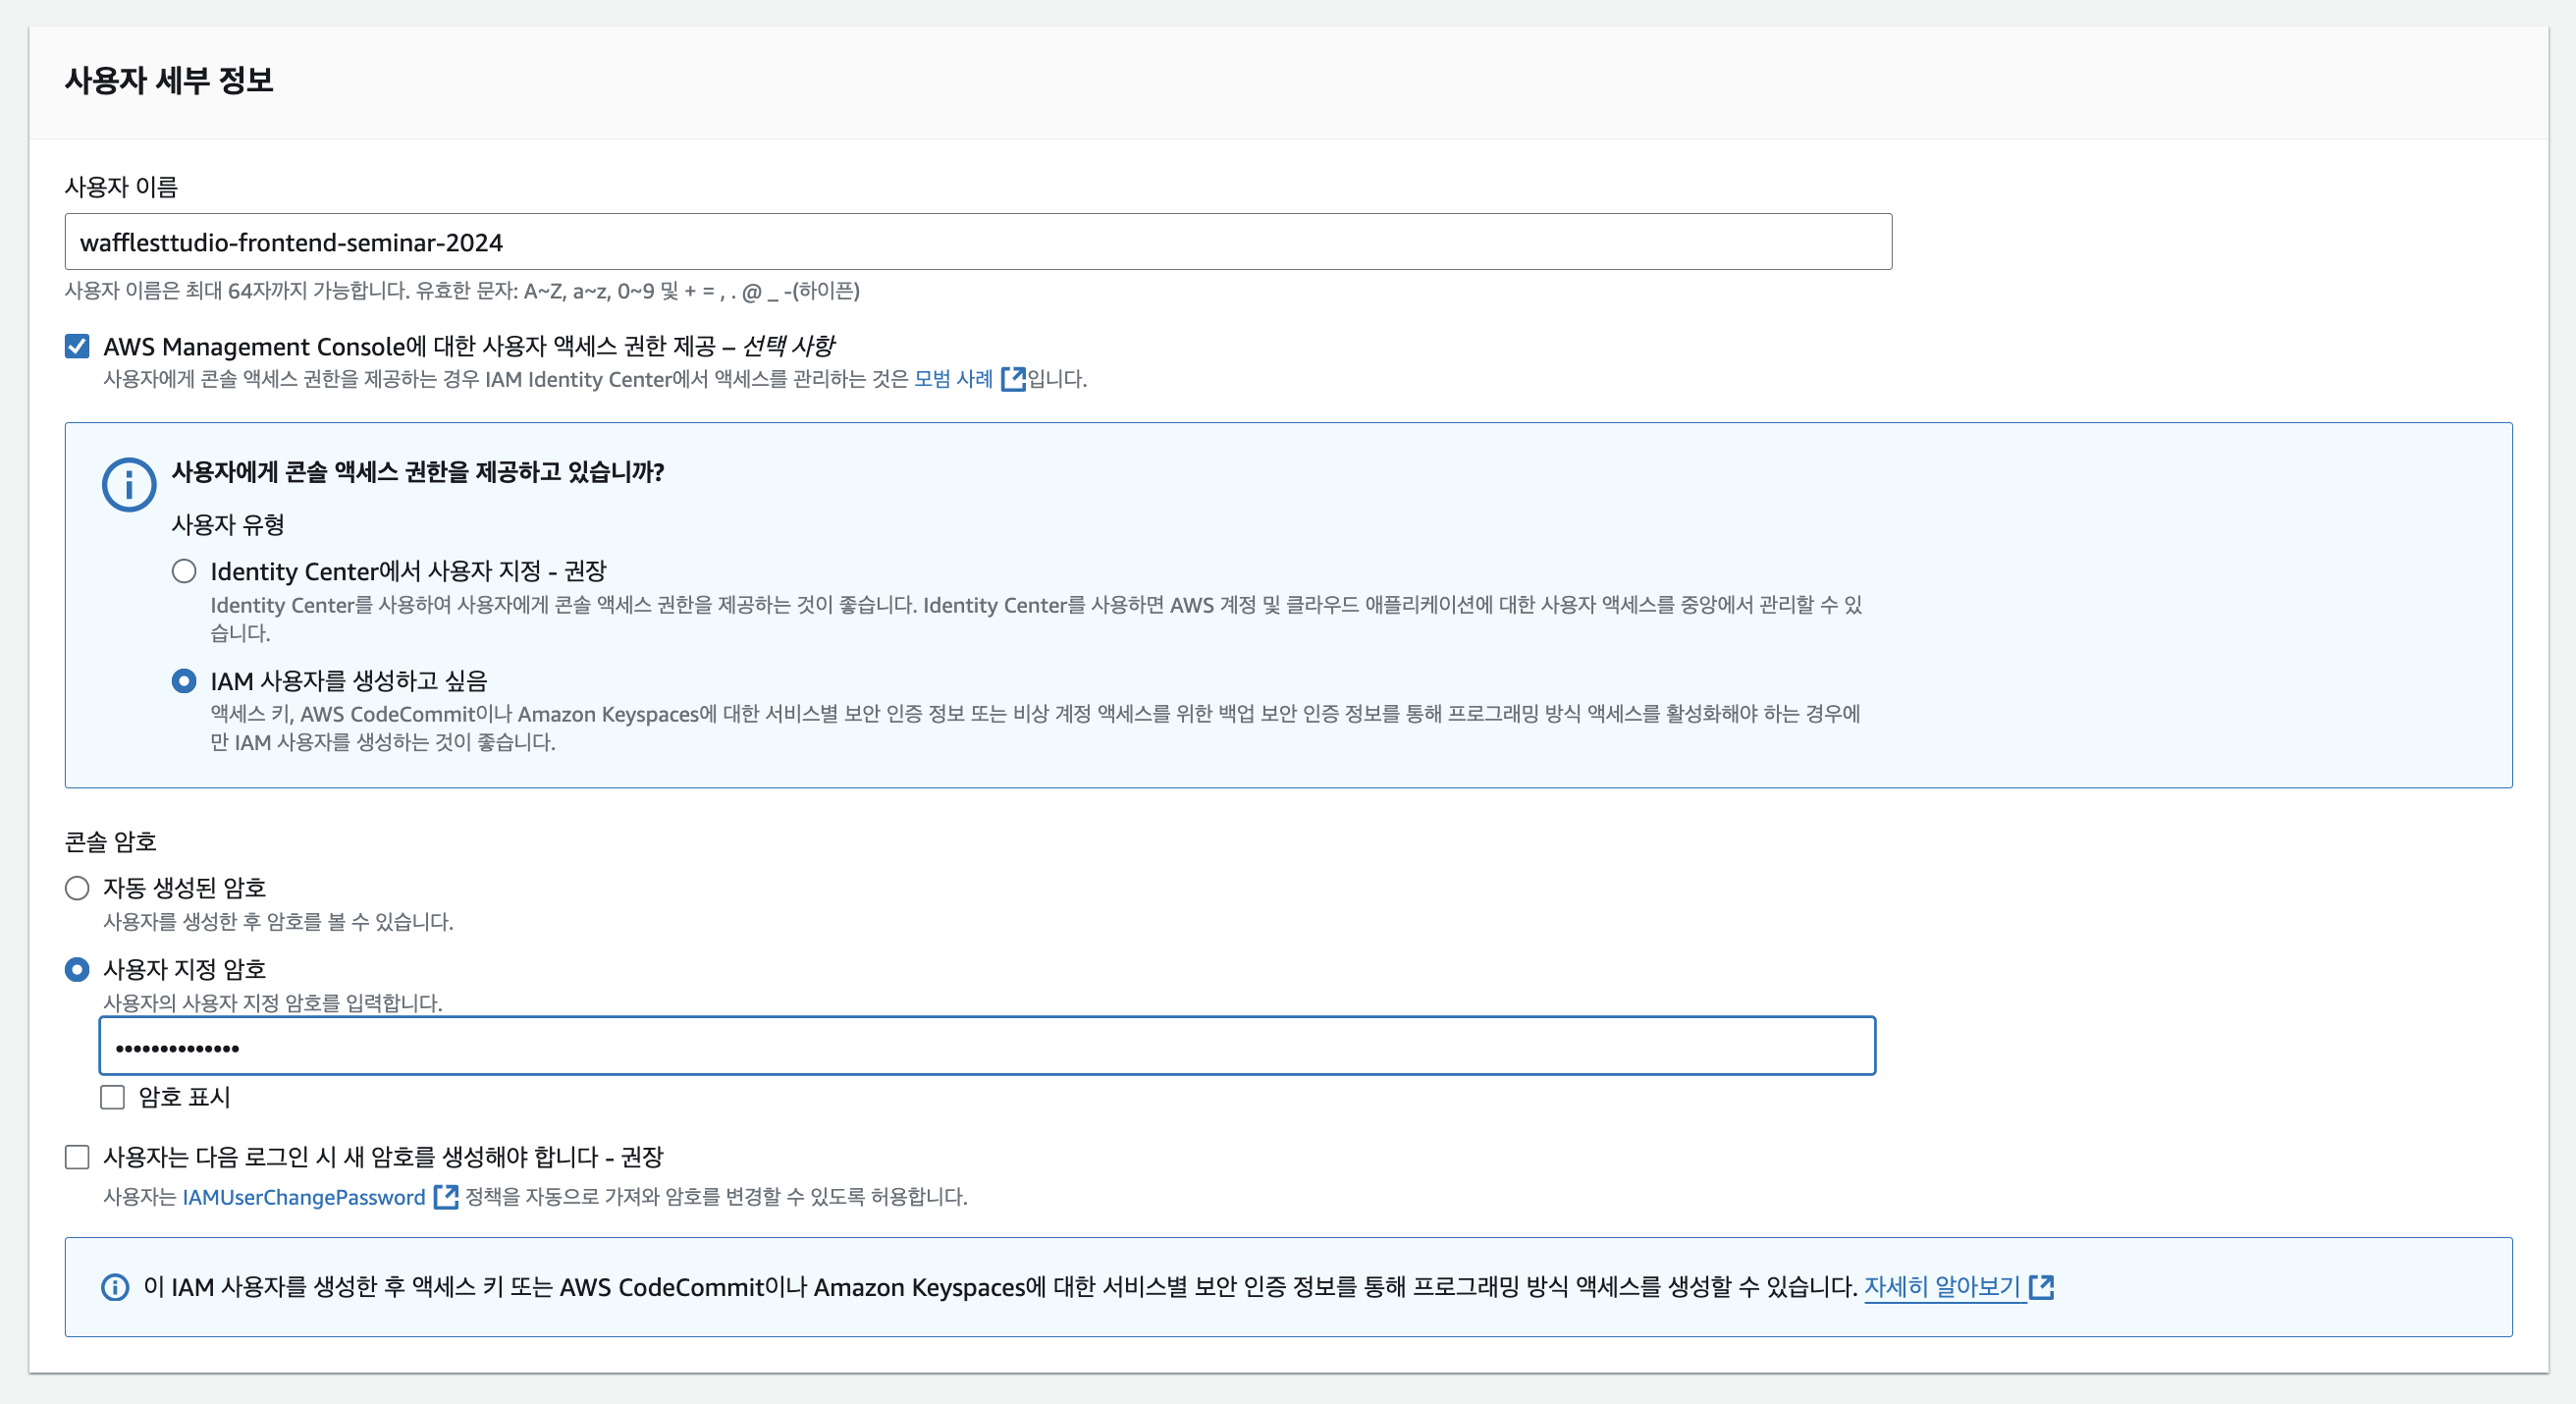 사용자 세부 정보
사용자 이름
wafflesttudio-frontend-seminar-2024
사용자 이름은 최대 64자까지 가능합니다. 유효한 문자: A~Z, a~z, 0~9 및 + = , . @ _ -(하이픈)
AWS Management Console에 대한 사용자 액세스 권한 제공 – 선택 사항
사용자에게 콘솔 액세스 권한을 제공하는 경우 IAM Identity Center에서 액세스를 관리하는 것은 모범 사례 입니다.
사용자에게 콘솔 액세스 권한을 제공하고 있습니까?
사용자 유형
Identity Center에서 사용자 지정 - 권장
Identity Center를 사용하여 사용자에게 콘솔 액세스 권한을 제공하는 것이 좋습니다. Identity Center를 사용하면 AWS 계정 및 클라우드 애플리케이션에 대한 사용자 액세스를 중앙에서 관리할 수 있
습니다.
IAM 사용자를 생성하고 싶음
액세스 키, AWS CodeCommit이나 Amazon Keyspaces에 대한 서비스별 보안 인증 정보 또는 비상 계정 액세스를 위한 백업 보안 인증 정보를 통해 프로그래밍 방식 액세스를 활성화해야 하는 경우에
만 IAM 사용자를 생성하는 것이 좋습니다.
콘솔 암호
자동 생성된 암호
사용자를 생성한 후 암호를 볼 수 있습니다.
사용자 지정 암호
사용자의 사용자 지정 암호를 입력합니다.
••••••••••••••
암호 표시
사용자는 다음 로그인 시 새 암호를 생성해야 합니다 - 권장
사용자는 IAMUserChangePassword 정책을 자동으로 가져와 암호를 변경할 수 있도록 허용합니다.
이 IAM 사용자를 생성한 후 액세스 키 또는 AWS CodeCommit이나 Amazon Keyspaces에 대한 서비스별 보안 인증 정보를 통해 프로그래밍 방식 액세스를 생성할 수 있습니다. 자세히 알아보기